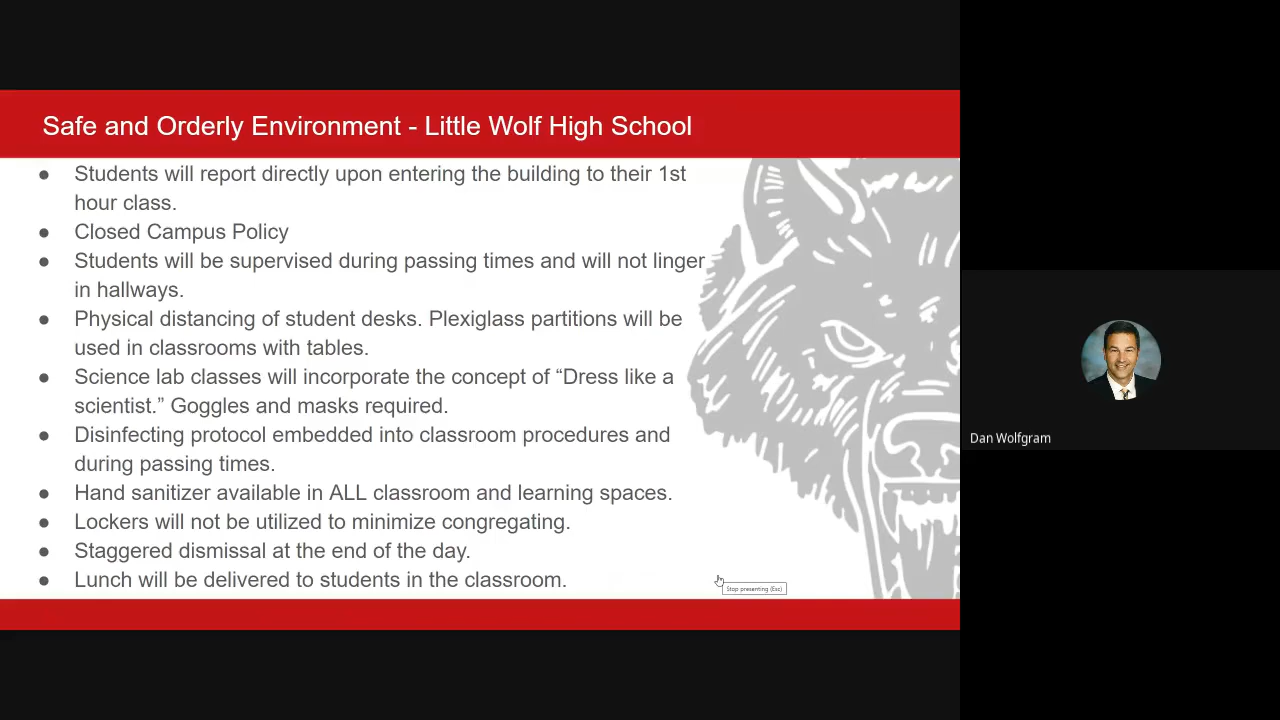 Safe and Orderly Environment - Little Wolf High School
● Students will report directly upon entering the building to their 1st
hour class.
● Closed Campus Policy
● Students will be supervised during passing times and will not linger
in hallways.
● Physical distancing of student desks. Plexiglass partitions will be
used in classrooms with tables.
● Science lab classes will incorporate the concept of “Dress like a
scientist.” Goggles and masks required.
● Disinfecting protocol embedded into classroom procedures and
during passing times.
● Hand sanitizer available in ALL classroom and learning spaces.
● Lockers will not be utilized to minimize congregating.
● Staggered dismissal at the end of the day.
● Lunch will be delivered to students in the classroom.
Stop presenting (Esc)
Dan Wolfgram